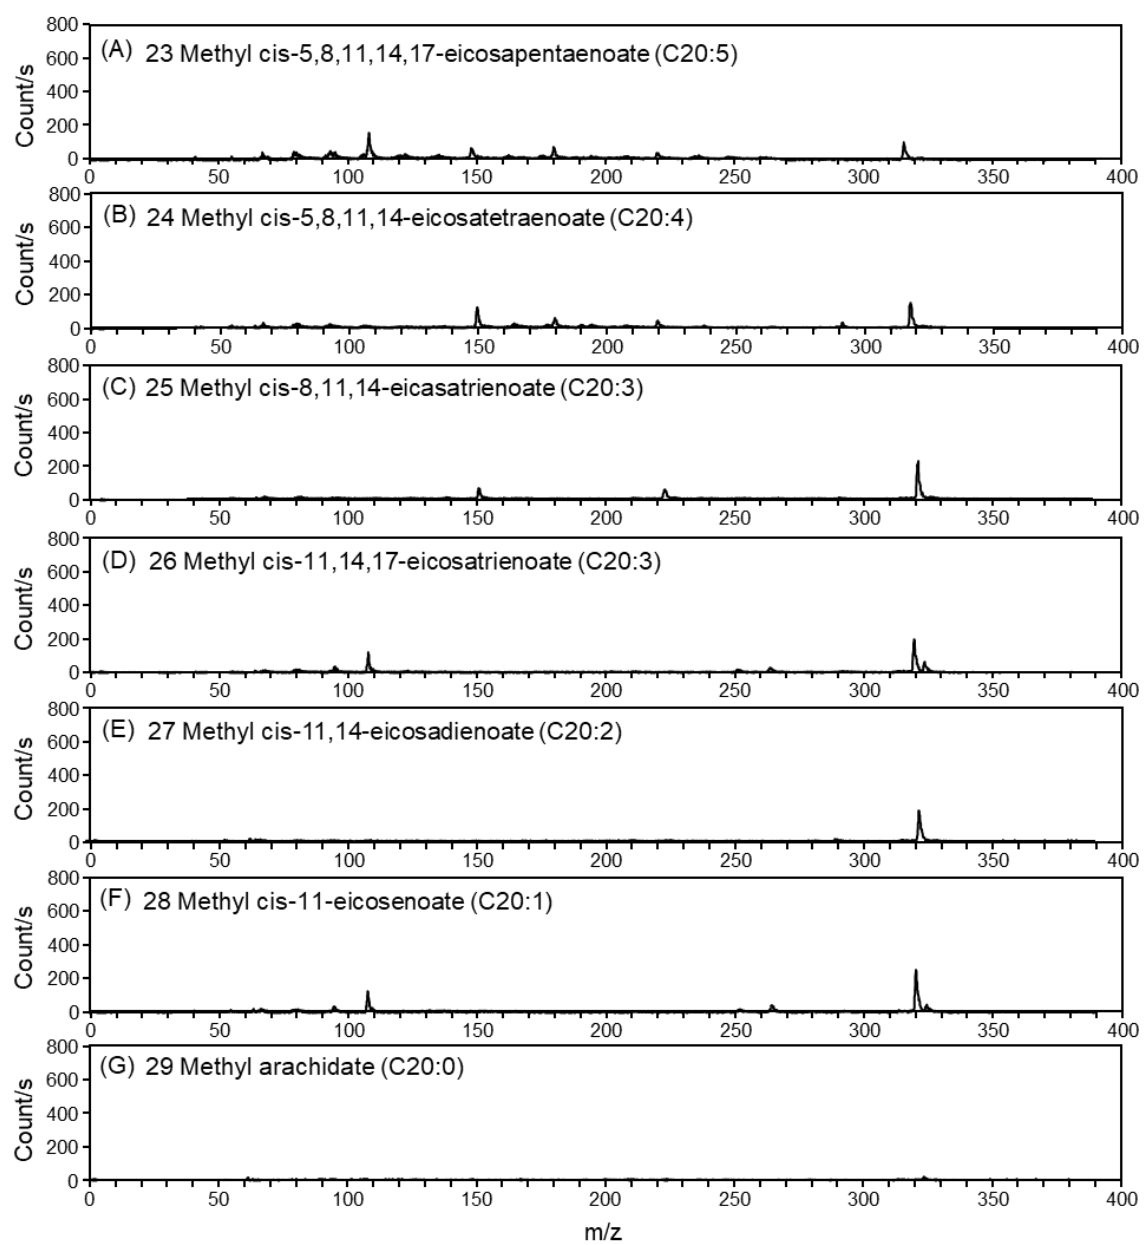 (A) 23 Methyl cis-5,8,11,14,17-eicosapentaenoate (C20:5)
Count/s
800
600
400
200
0
0 50 100 150 200 250 300 350 400
(B) 24 Methyl cis-5,8,11,14-eicosatetraenoate (C20:4)
Count/s
800
600
400
200
0
0 50 100 150 200 250 300 350 400
(C) 25 Methyl cis-8,11,14-eicasatrienoate (C20:3)
Count/s
800
600
400
200
0
0 50 100 150 200 250 300 350 400
(D) 26 Methyl cis-11,14,17-eicosatrienoate (C20:3)
Count/s
800
600
400
200
0
0 50 100 150 200 250 300 350 400
(E) 27 Methyl cis-11,14-eicosadienoate (C20:2)
Count/s
800
600
400
200
0
0 50 100 150 200 250 300 350 400
(F) 28 Methyl cis-11-eicosenoate (C20:1)
Count/s
800
600
400
200
0
0 50 100 150 200 250 300 350 400
(G) 29 Methyl arachidate (C20:0)
Count/s
800
600
400
200
0
0 50 100 150 200 250 300 350 400
m/z